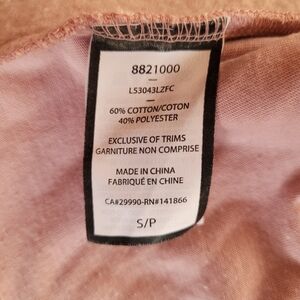 8821000
—
LS3043LZFC
—
60% COTTON/COTON
40% POLYESTER
EXCLUSIVE OF TRIMS
GARNITURE NON COMPRISE
MADE IN CHINA
FABRIQUÉ EN CHINE
CA#29990-RN#141866
S/P